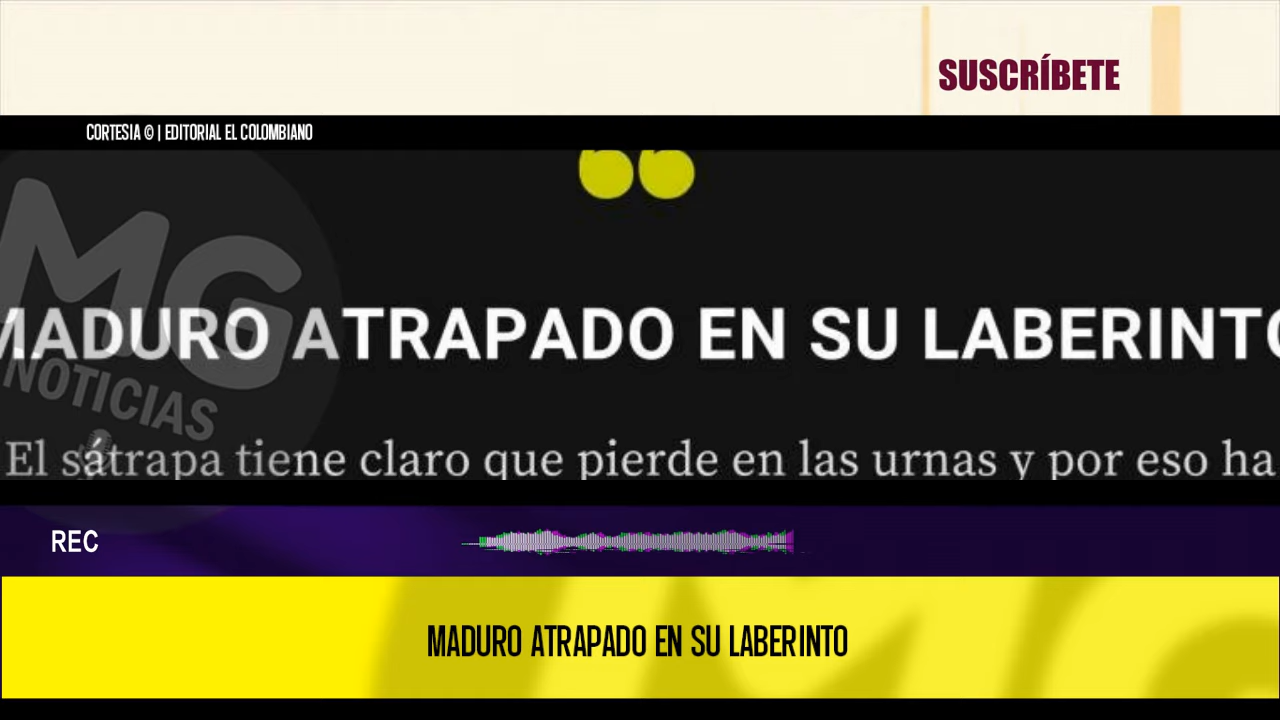 SUSCRÍBETE
CORTESIA © | EDITORIAL EL COLOMBIANO
MG
NOTICIAS
MADURO ATRAPADO EN SU LABERINTO
El sátrapa tiene claro que pierde en las urnas y por eso ha
REC
MADURO ATRAPADO EN SU LABERINTO